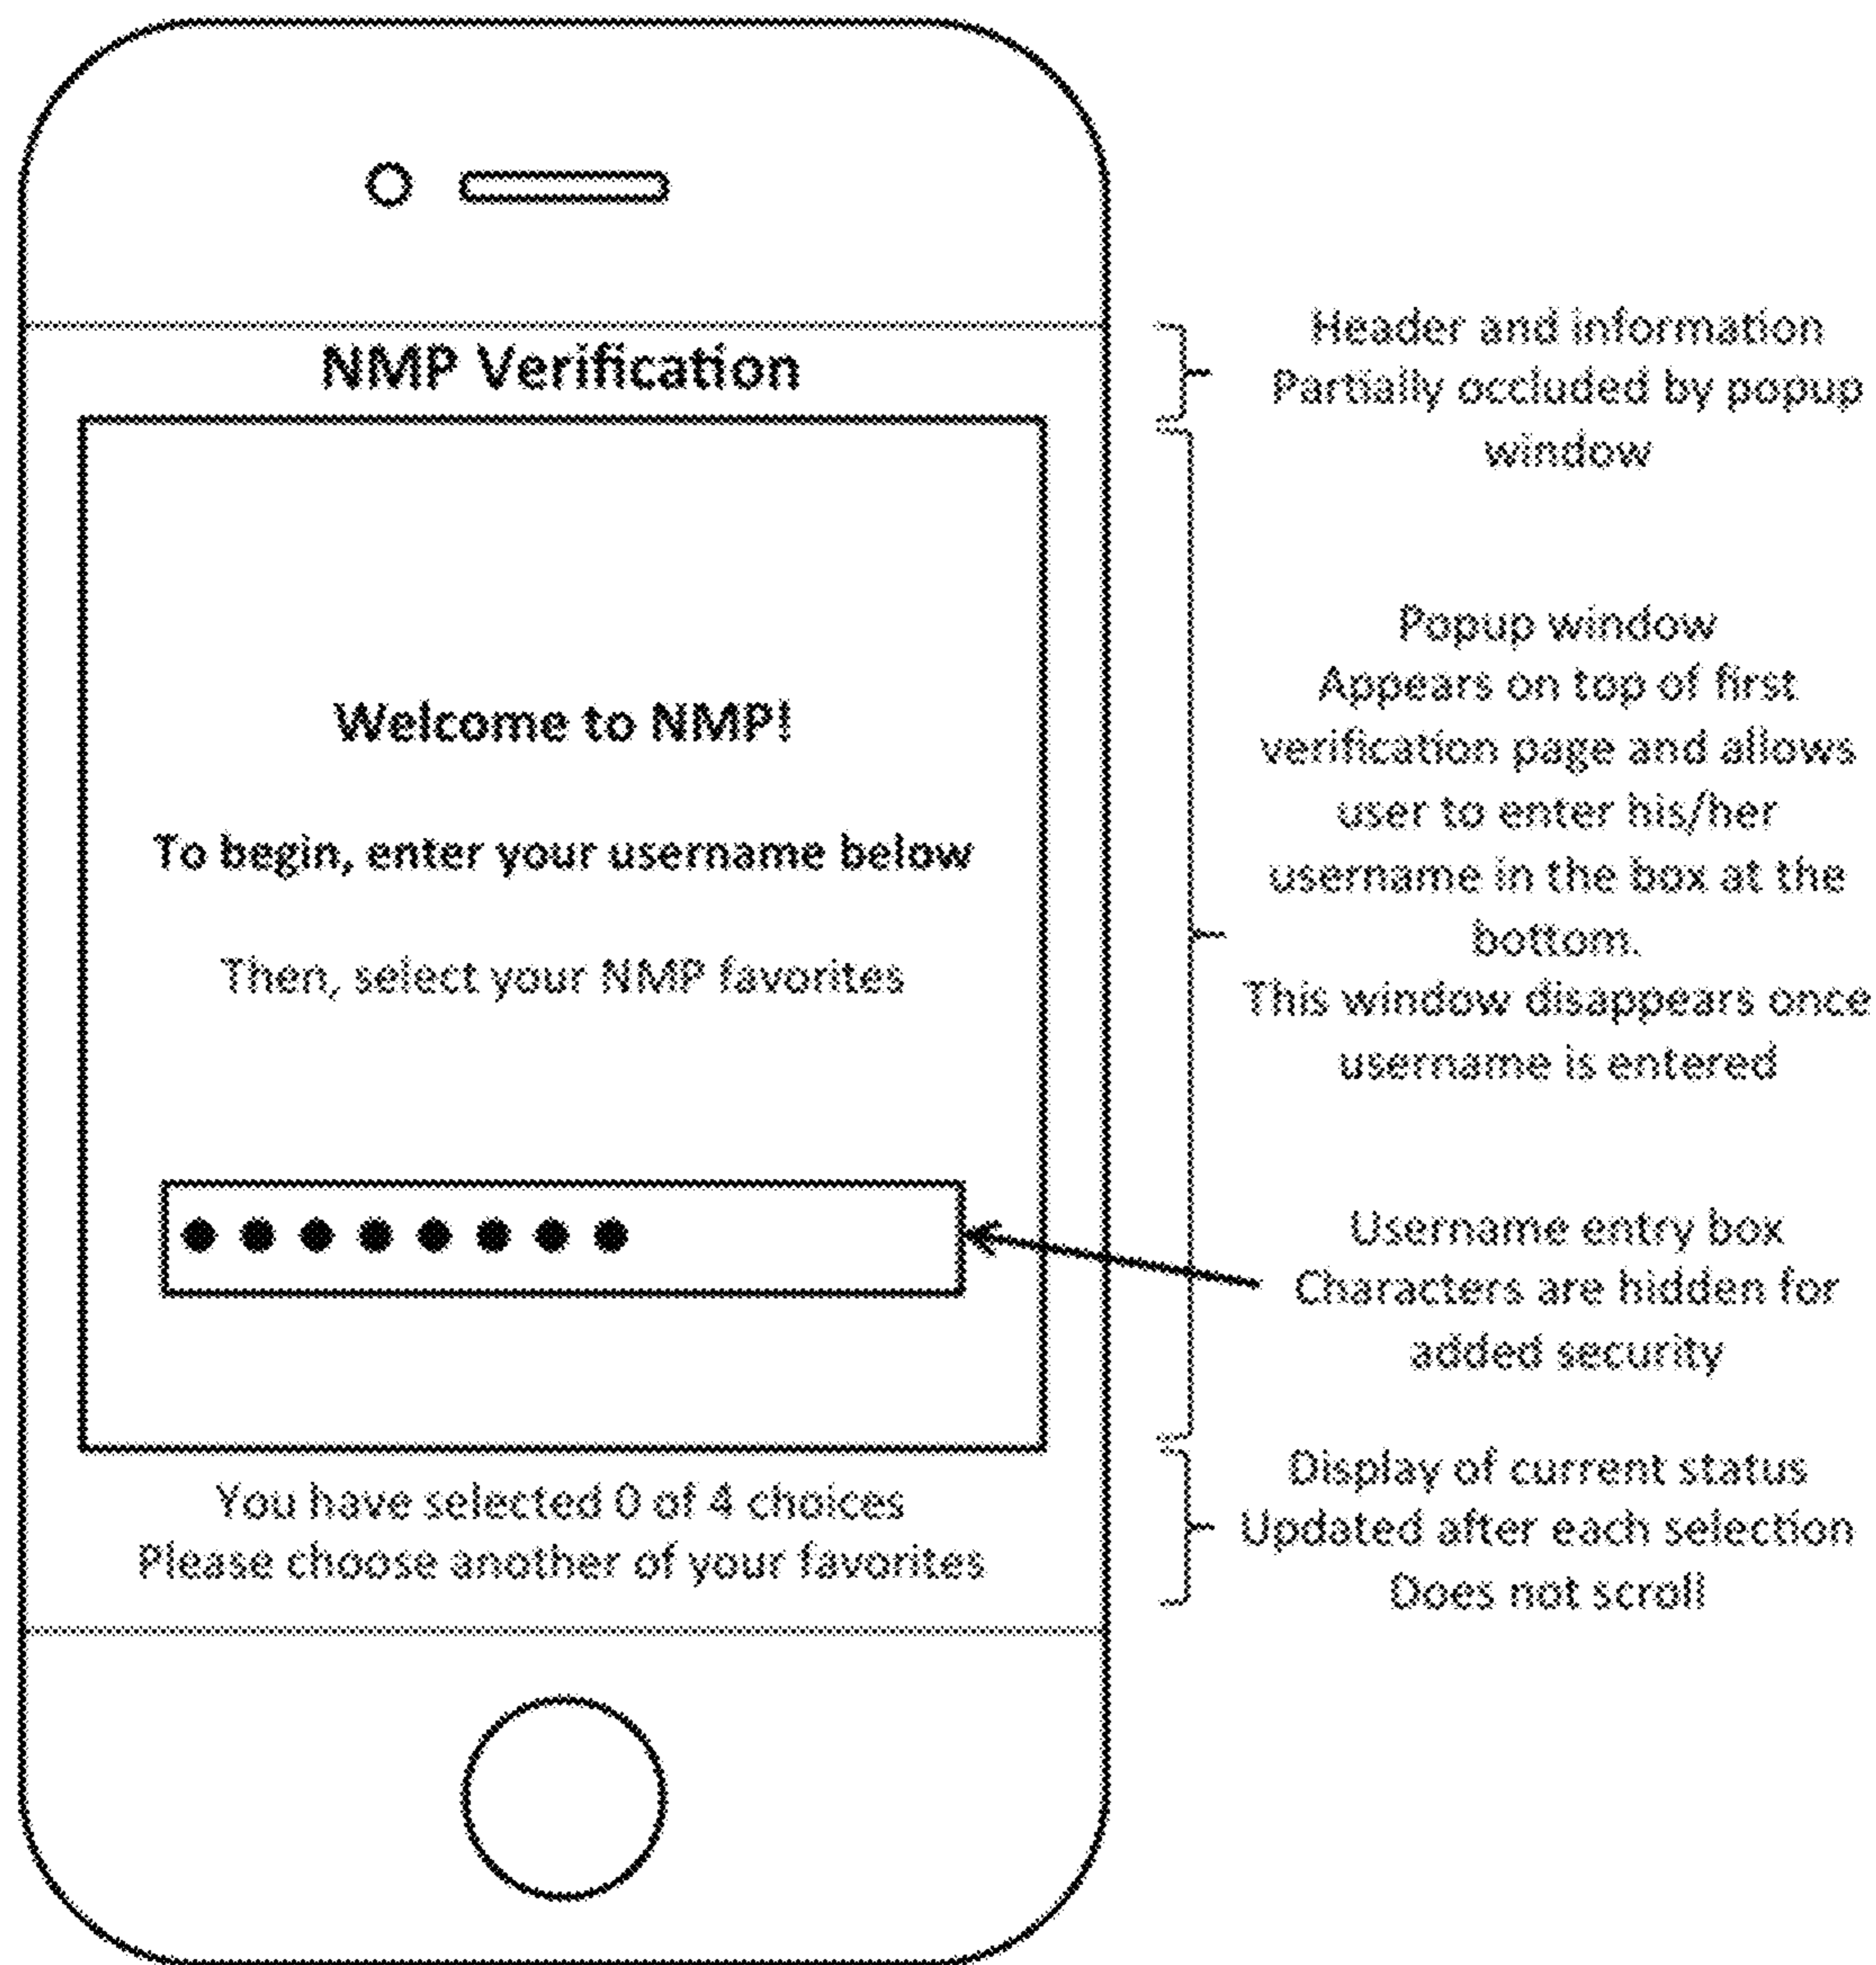 NMP Verification
Welcome to NMP!
To begin, enter your username below
Then, select your NMP favorites
You have selected 0 of 4 choices
Please choose another of your favorites
Header and information
Partially occluded by popup
window
Popup window
Appears on top of first
verification page and allows
user to enter his/her
username in the box at the
bottom.
This window disappears once
username is entered
Username entry box
Characters are hidden for
added security
Display of current status
Updated after each selection
Does not scroll